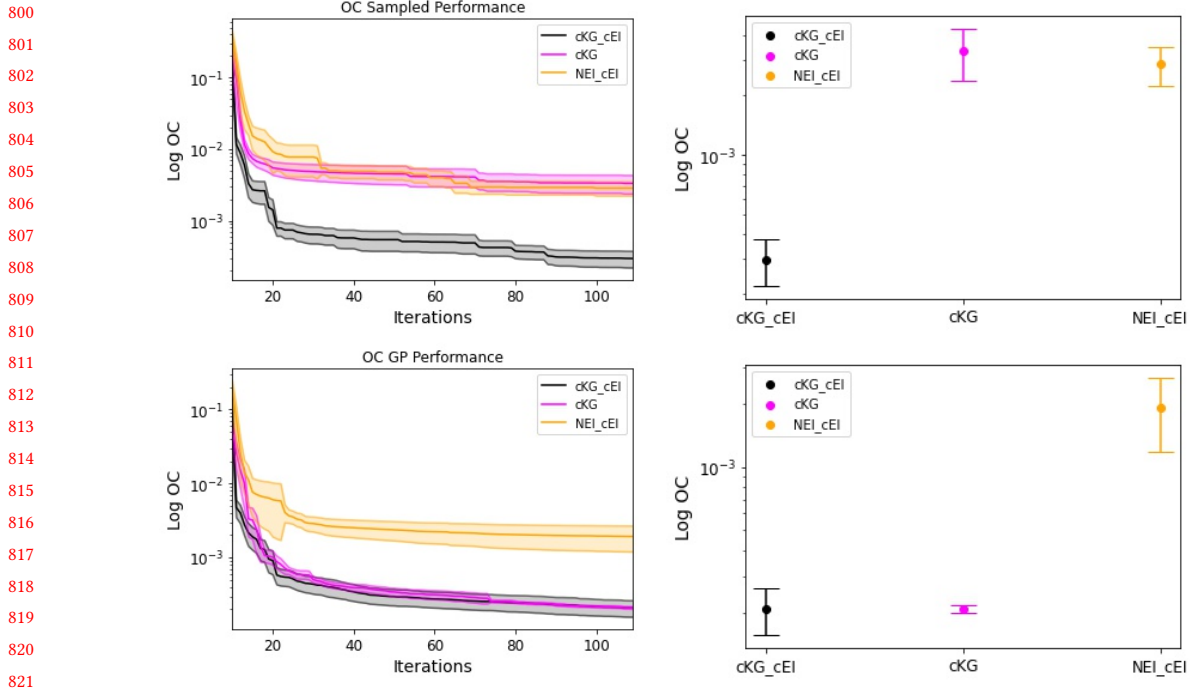 800
801
802
803
804
805
806
807
808
809
810
811
812
813
814
815
816
817
818
819
820
821
OC Sampled Performance
cKG_cEI
cKG
NEI_cEI
10⁻¹
10⁻²
10⁻³
Log OC
20 40 60 80 100
Iterations
cKG_cEI
cKG
NEI_cEI
10⁻³
Log OC
cKG_cEI cKG NEI_cEI
OC GP Performance
cKG_cEI
cKG
NEI_cEI
10⁻¹
10⁻²
10⁻³
Log OC
20 40 60 80 100
Iterations
cKG_cEI
cKG
NEI_cEI
10⁻³
Log OC
cKG_cEI cKG NEI_cEI